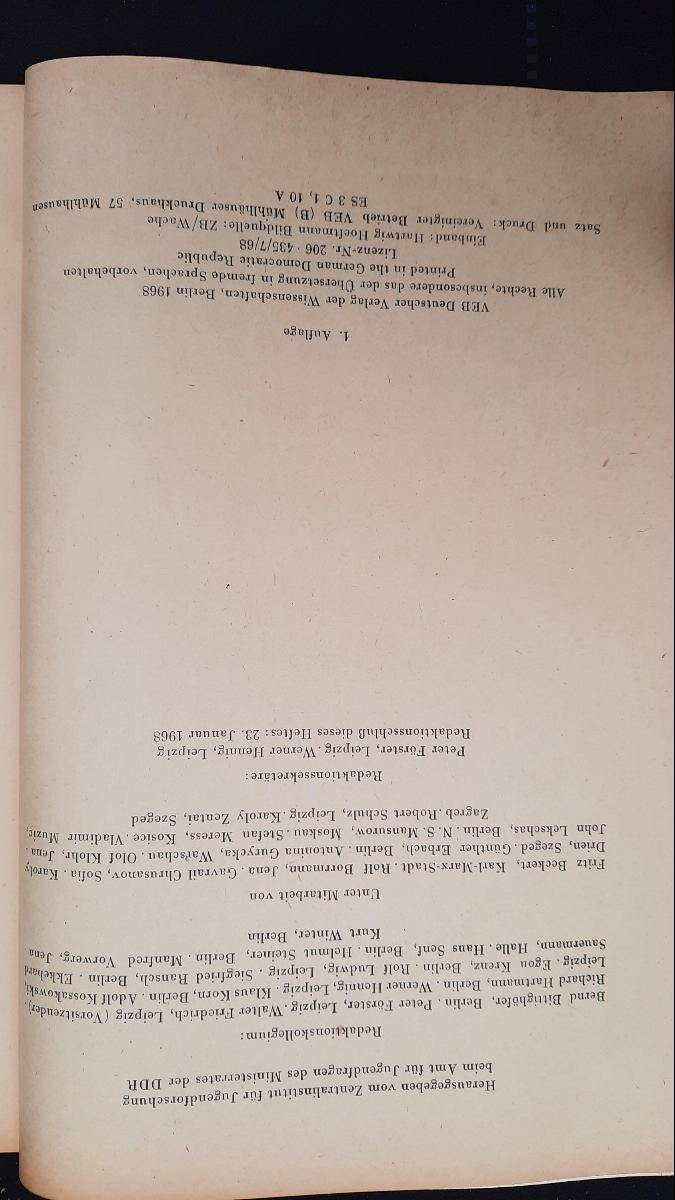 Herausgegeben vom Zentralinstitut für Jugendforschung
beim Amt für Jugendfragen des Ministerrates der DDR
Redaktionskollegium:
Bernd Bittighöfer, Berlin · Peter Förster, Leipzig · Walter Friedrich, Leipzig (Vorsitzender) ·
Richard Hartmann, Berlin · Werner Hennig, Leipzig · Klaus Korn, Berlin · Adolf Kossakowski,
Leipzig · Egon Krenz, Berlin · Rolf Ludwig, Leipzig · Siegfried Ransch, Berlin · Ekkehard
Sauermann, Halle · Hans Senf, Berlin · Helmut Steiner, Berlin · Manfred Vorwerg, Jena
Kurt Winter, Berlin
Unter Mitarbeit von
Fritz Beckert, Karl-Marx-Stadt · Rolf Borrmann, Jena · Gavrail Chrusanov, Sofia · Karoly
Drien, Szeged · Günther Erbach, Berlin · Antonina Gurycka, Warschau · Olof Klohr, Jena ·
John Lekschas, Berlin · N. S. Mansurow, Moskau · Stefan Meress, Kosice · Vladimir Muzic,
Zagreb · Robert Schulz, Leipzig · Karoly Zentai, Szeged
Redaktionssekretäre:
Peter Förster, Leipzig · Werner Hennig, Leipzig
Redaktionsschluß dieses Heftes: 23. Januar 1968
1. Auflage
VEB Deutscher Verlag der Wissenschaften, Berlin 1968
Alle Rechte, insbesondere das der Übersetzung in fremde Sprachen, vorbehalten
Printed in the German Democratic Republic
Lizenz-Nr. 206 · 435/7/68
Einband: Hartwig Hoeftmann Bildquelle: ZB/Wache
Satz und Druck: Vereinigter Betrieb VEB (B) Mühlhäuser Druckhaus, 57 Mühlhausen
ES 3 C 1, 10 A